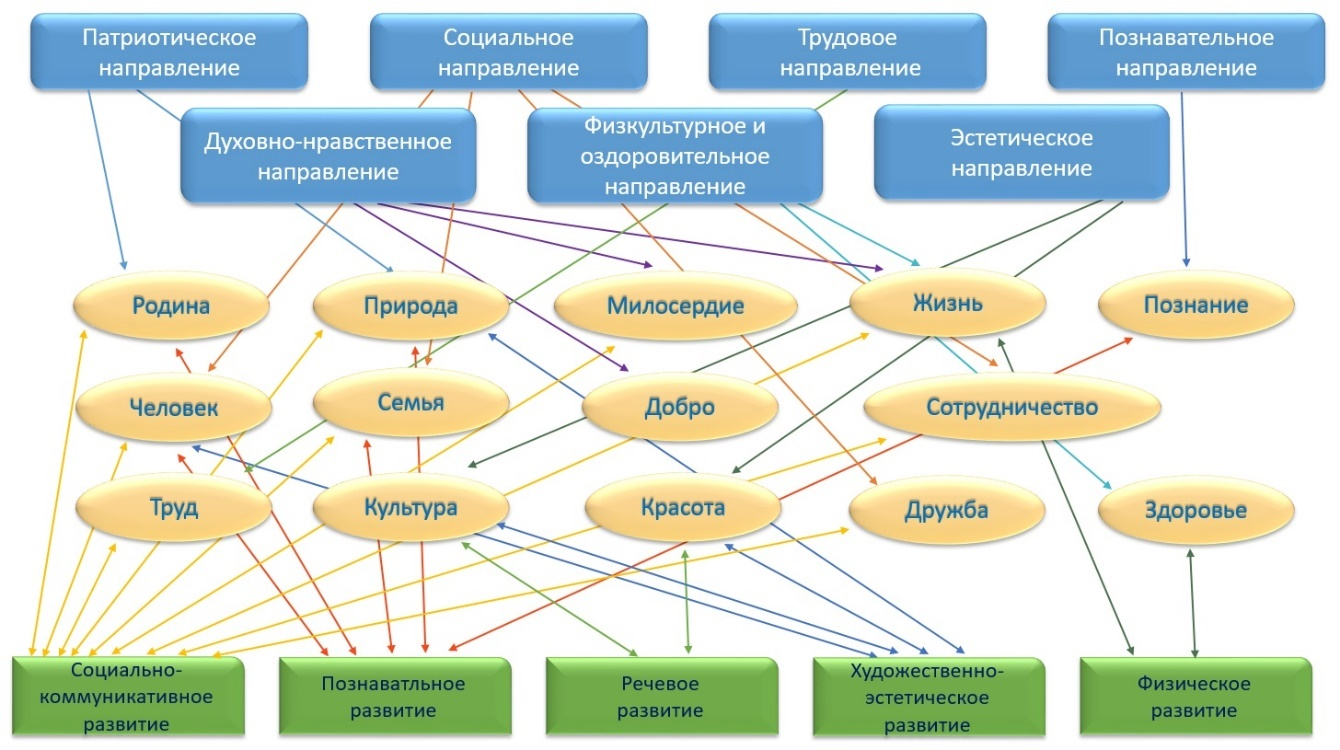 Патриотическое
направление
Социальное
направление
Трудовое
направление
Познавательное
направление
Духовно-нравственное
направление
Физкультурное и
оздоровительное
направление
Эстетическое
направление
Родина
Природа
Милосердие
Жизнь
Познание
Человек
Семья
Добро
Сотрудничество
Труд
Культура
Красота
Дружба
Здоровье
Социально-
коммуникативное
развитие
Познаватльное
развитие
Речевое
развитие
Художественно-
эстетическое
развитие
Физическое
развитие